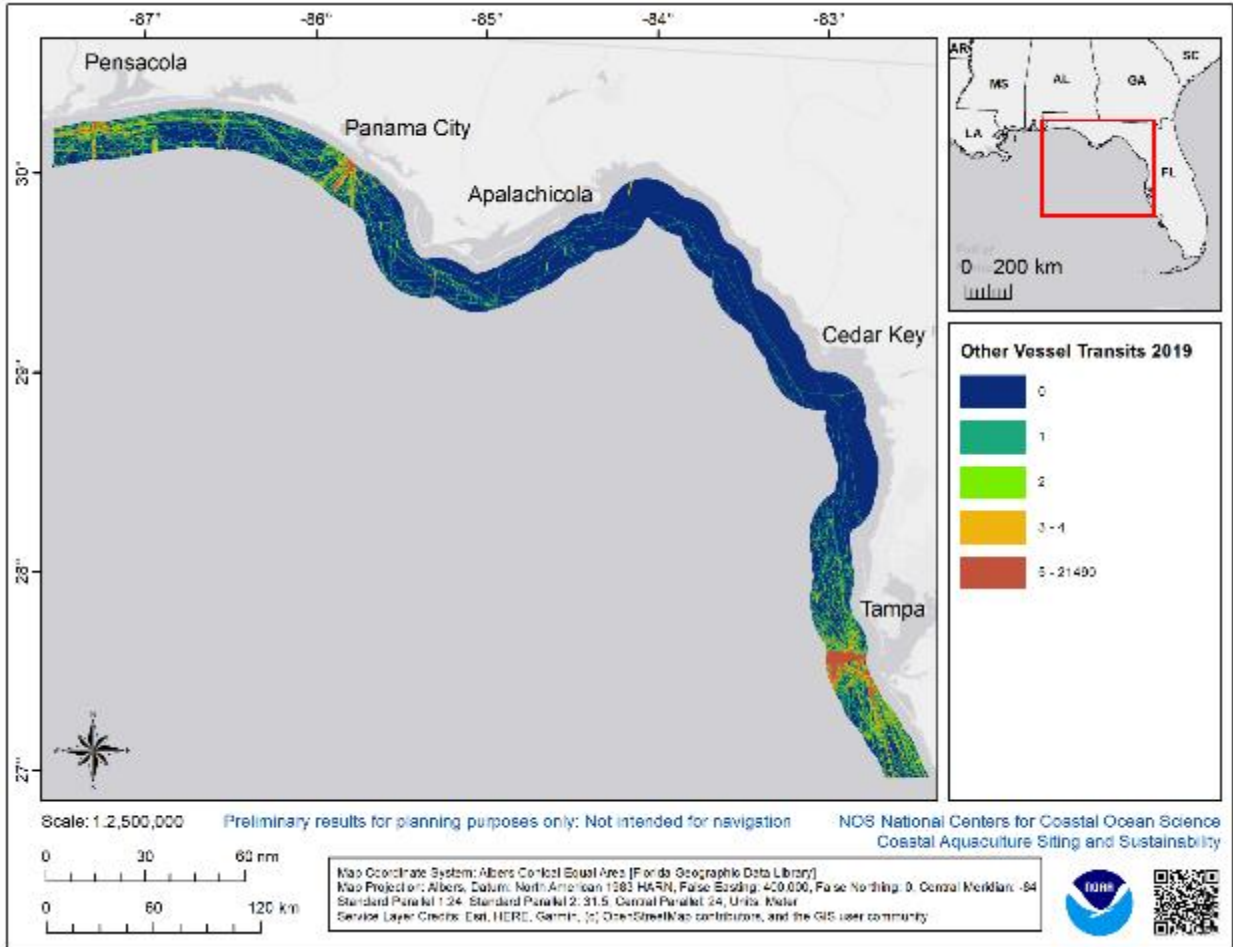 -87°
-86°
-85°
-84°
-83°
Pensacola
Panama City
Apalachicola
Cedar Key
Tampa
30°
29°
28°
27°
N
AR
MS
AL
GA
SC
LA
FL
0 200 km
Other Vessel Transits 2019
0
1
2
3 - 4
5 - 21490
Scale: 1:2,500,000
Preliminary results for planning purposes only: Not intended for navigation
NOS National Centers for Coastal Ocean Science
Coastal Aquaculture Siting and Sustainability
0 30 60 nm
0 60 120 km
Map Coordinate System: Albers Conical Equal Area [Florida Geographic Data Library]
Map Projection: Albers, Datum: North American 1983 HARN, False Easting: 400,000, False Northing: 0, Central Meridian: -84
Standard Parallel 1:24, Standard Parallel 2: 31.5, Central Parallel: 24, Units: Meter
Service Layer Credits: Esri, HERE, Garmin, (c) OpenStreetMap contributors, and the GIS user community
NOAA